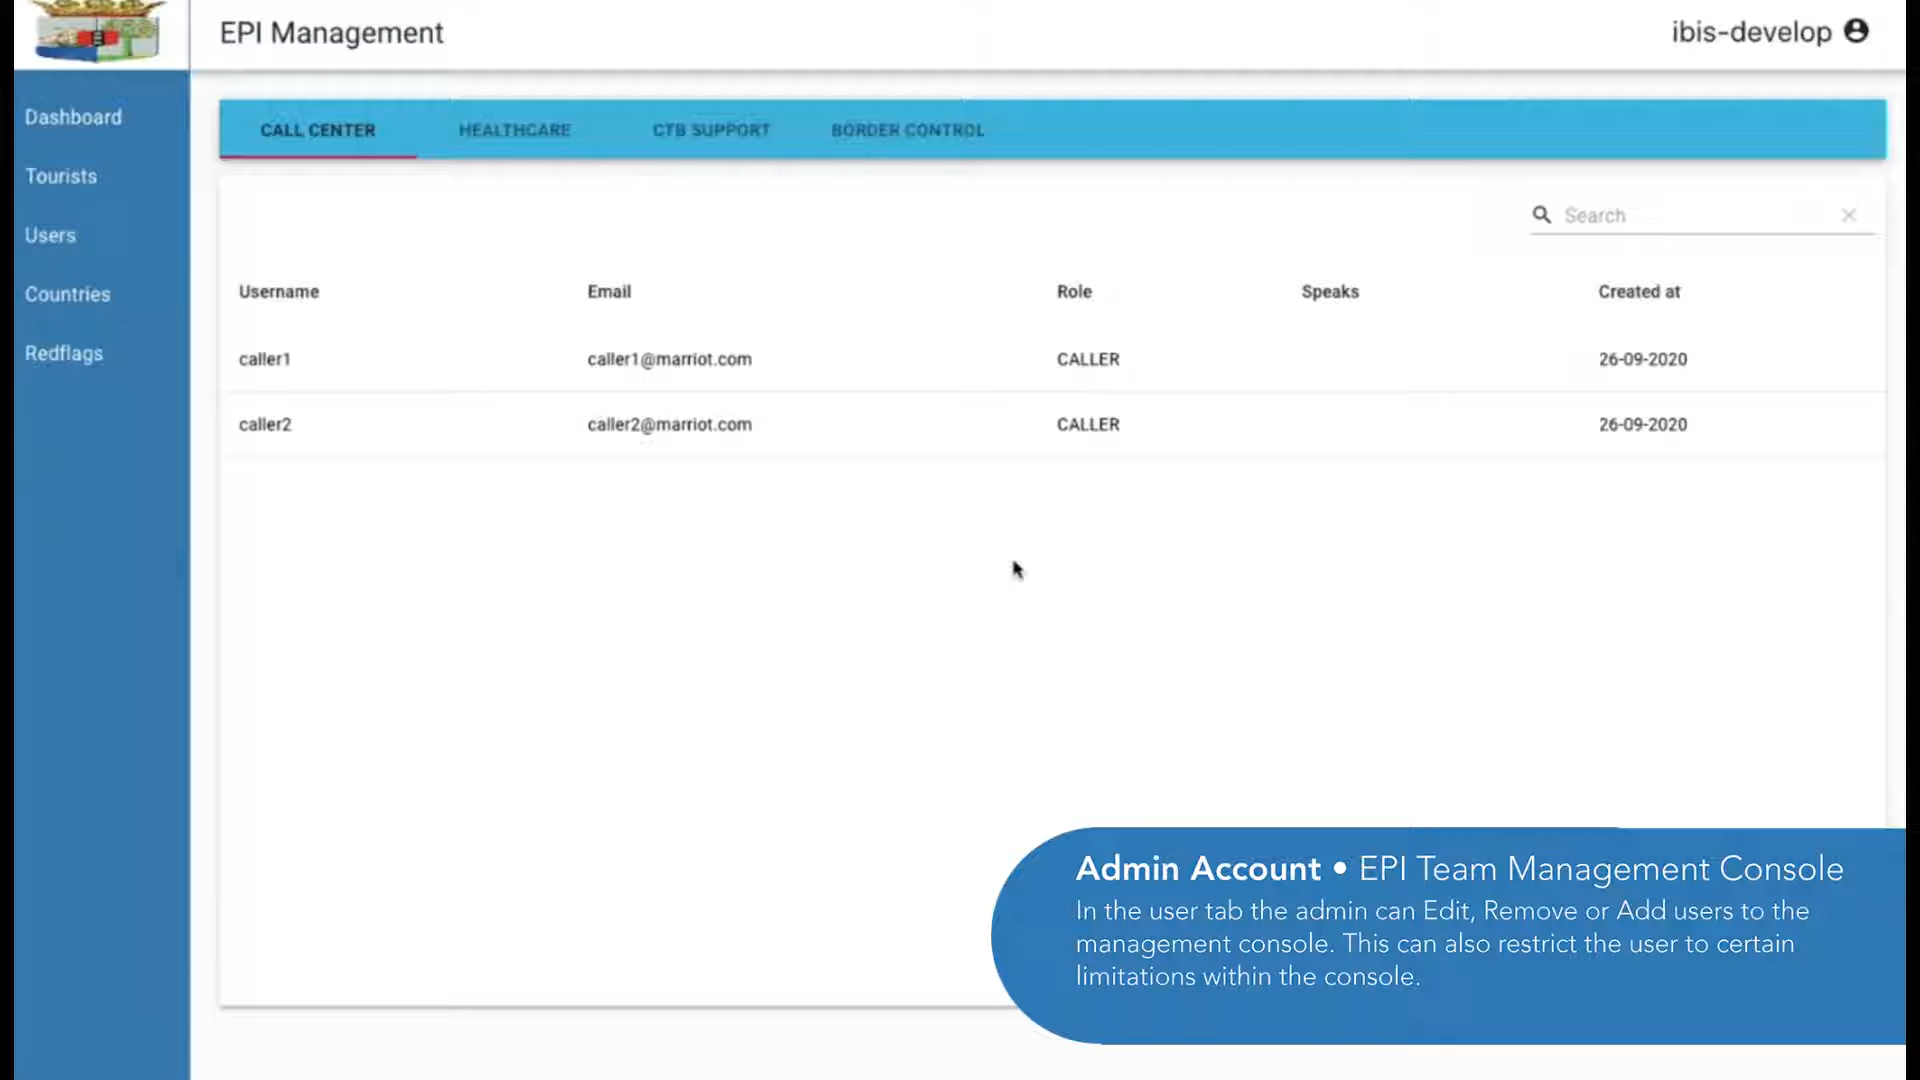 EPI Management
ibis-develop
Dashboard
Tourists
Users
Countries
Redflags
CALL CENTER HEALTHCARE CTB SUPPORT BORDER CONTROL
Search
Username Email Role Speaks Created at
caller1 caller1@marriot.com CALLER 26-09-2020
caller2 caller2@marriot.com CALLER 26-09-2020
Admin Account • EPI Team Management Console
In the user tab the admin can Edit, Remove or Add users to the
management console. This can also restrict the user to certain
limitations within the console.